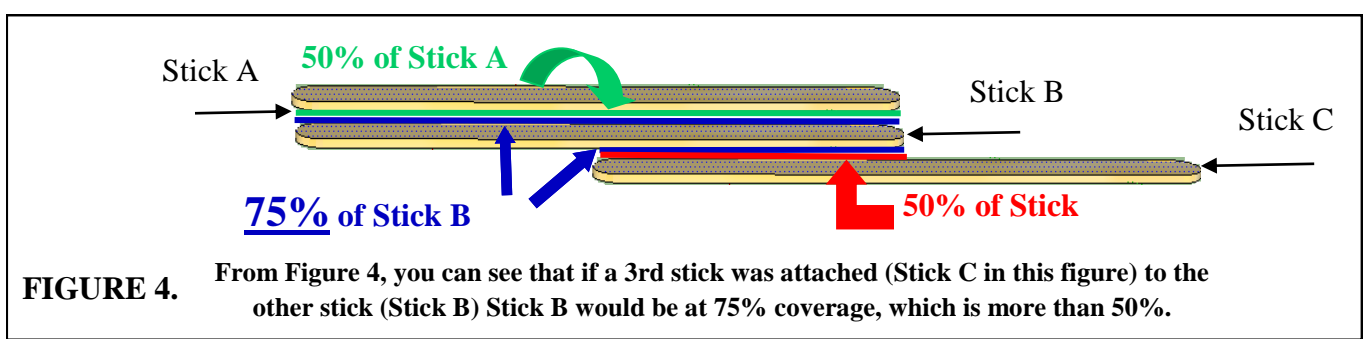 50% of Stick A
Stick A
Stick B
Stick C
75% of Stick B
50% of Stick
FIGURE 4.
From Figure 4, you can see that if a 3rd stick was attached (Stick C in this figure) to the
other stick (Stick B) Stick B would be at 75% coverage, which is more than 50%.